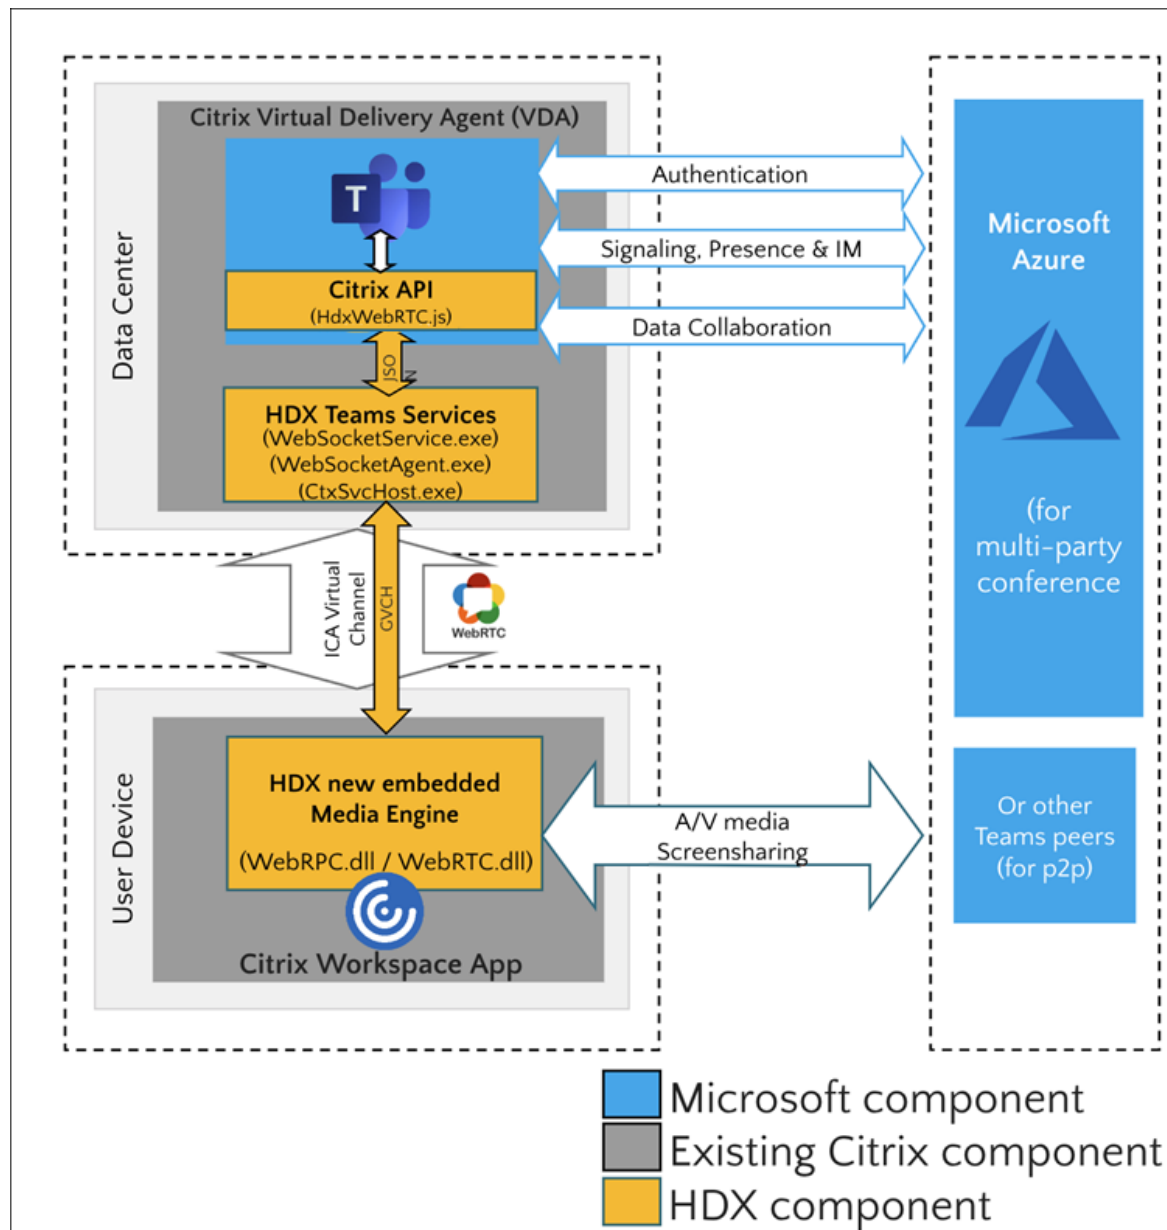 Citrix Virtual Delivery Agent (VDA)
T
Citrix API
(HdxWebRTC.js)
JSO
N
HDX Teams Services
(WebSocketService.exe)
(WebSocketAgent.exe)
(CtxSvcHost.exe)
Data Center
Authentication
Signaling, Presence & IM
Data Collaboration
Microsoft
Azure
(for
multi-party
conference
ICA Virtual
Channel
GVCH
WebRTC
User Device
HDX new embedded
Media Engine
(WebRPC.dll / WebRTC.dll)
Citrix Workspace App
A/V media
Screensharing
Or other
Teams peers
(for p2p)
Microsoft component
Existing Citrix component
HDX component